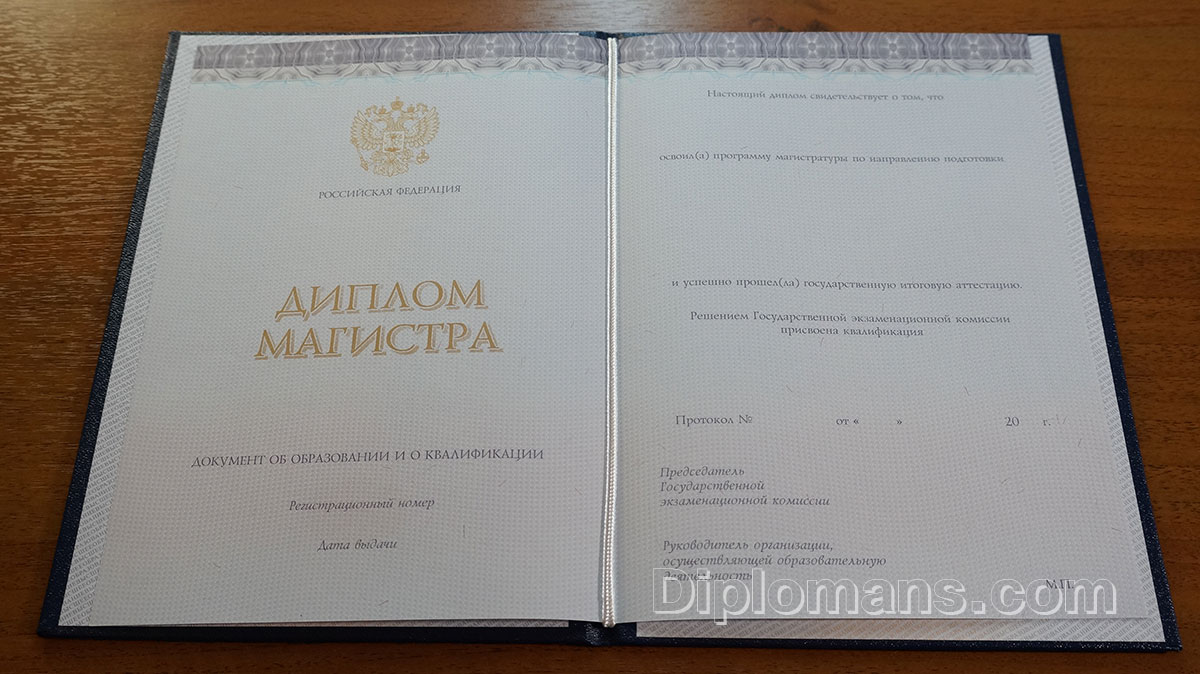 РОССИЙСКАЯ ФЕДЕРАЦИЯ
ДИПЛОМ
МАГИСТРА
ДОКУМЕНТ ОБ ОБРАЗОВАНИИ И О КВАЛИФИКАЦИИ
Регистрационный номер
Дата выдачи
Настоящий диплом свидетельствует о том, что
освоил(а) программу магистратуры по направлению подготовки
и успешно прошел(ла) государственную итоговую аттестацию.
Решением Государственной экзаменационной комиссии
присвоена квалификация
Протокол № от « » 20 г.
Председатель
Государственной
экзаменационной комиссии
Руководитель организации,
осуществляющей образовательную
деятельность
М.П.
Diplomans.com